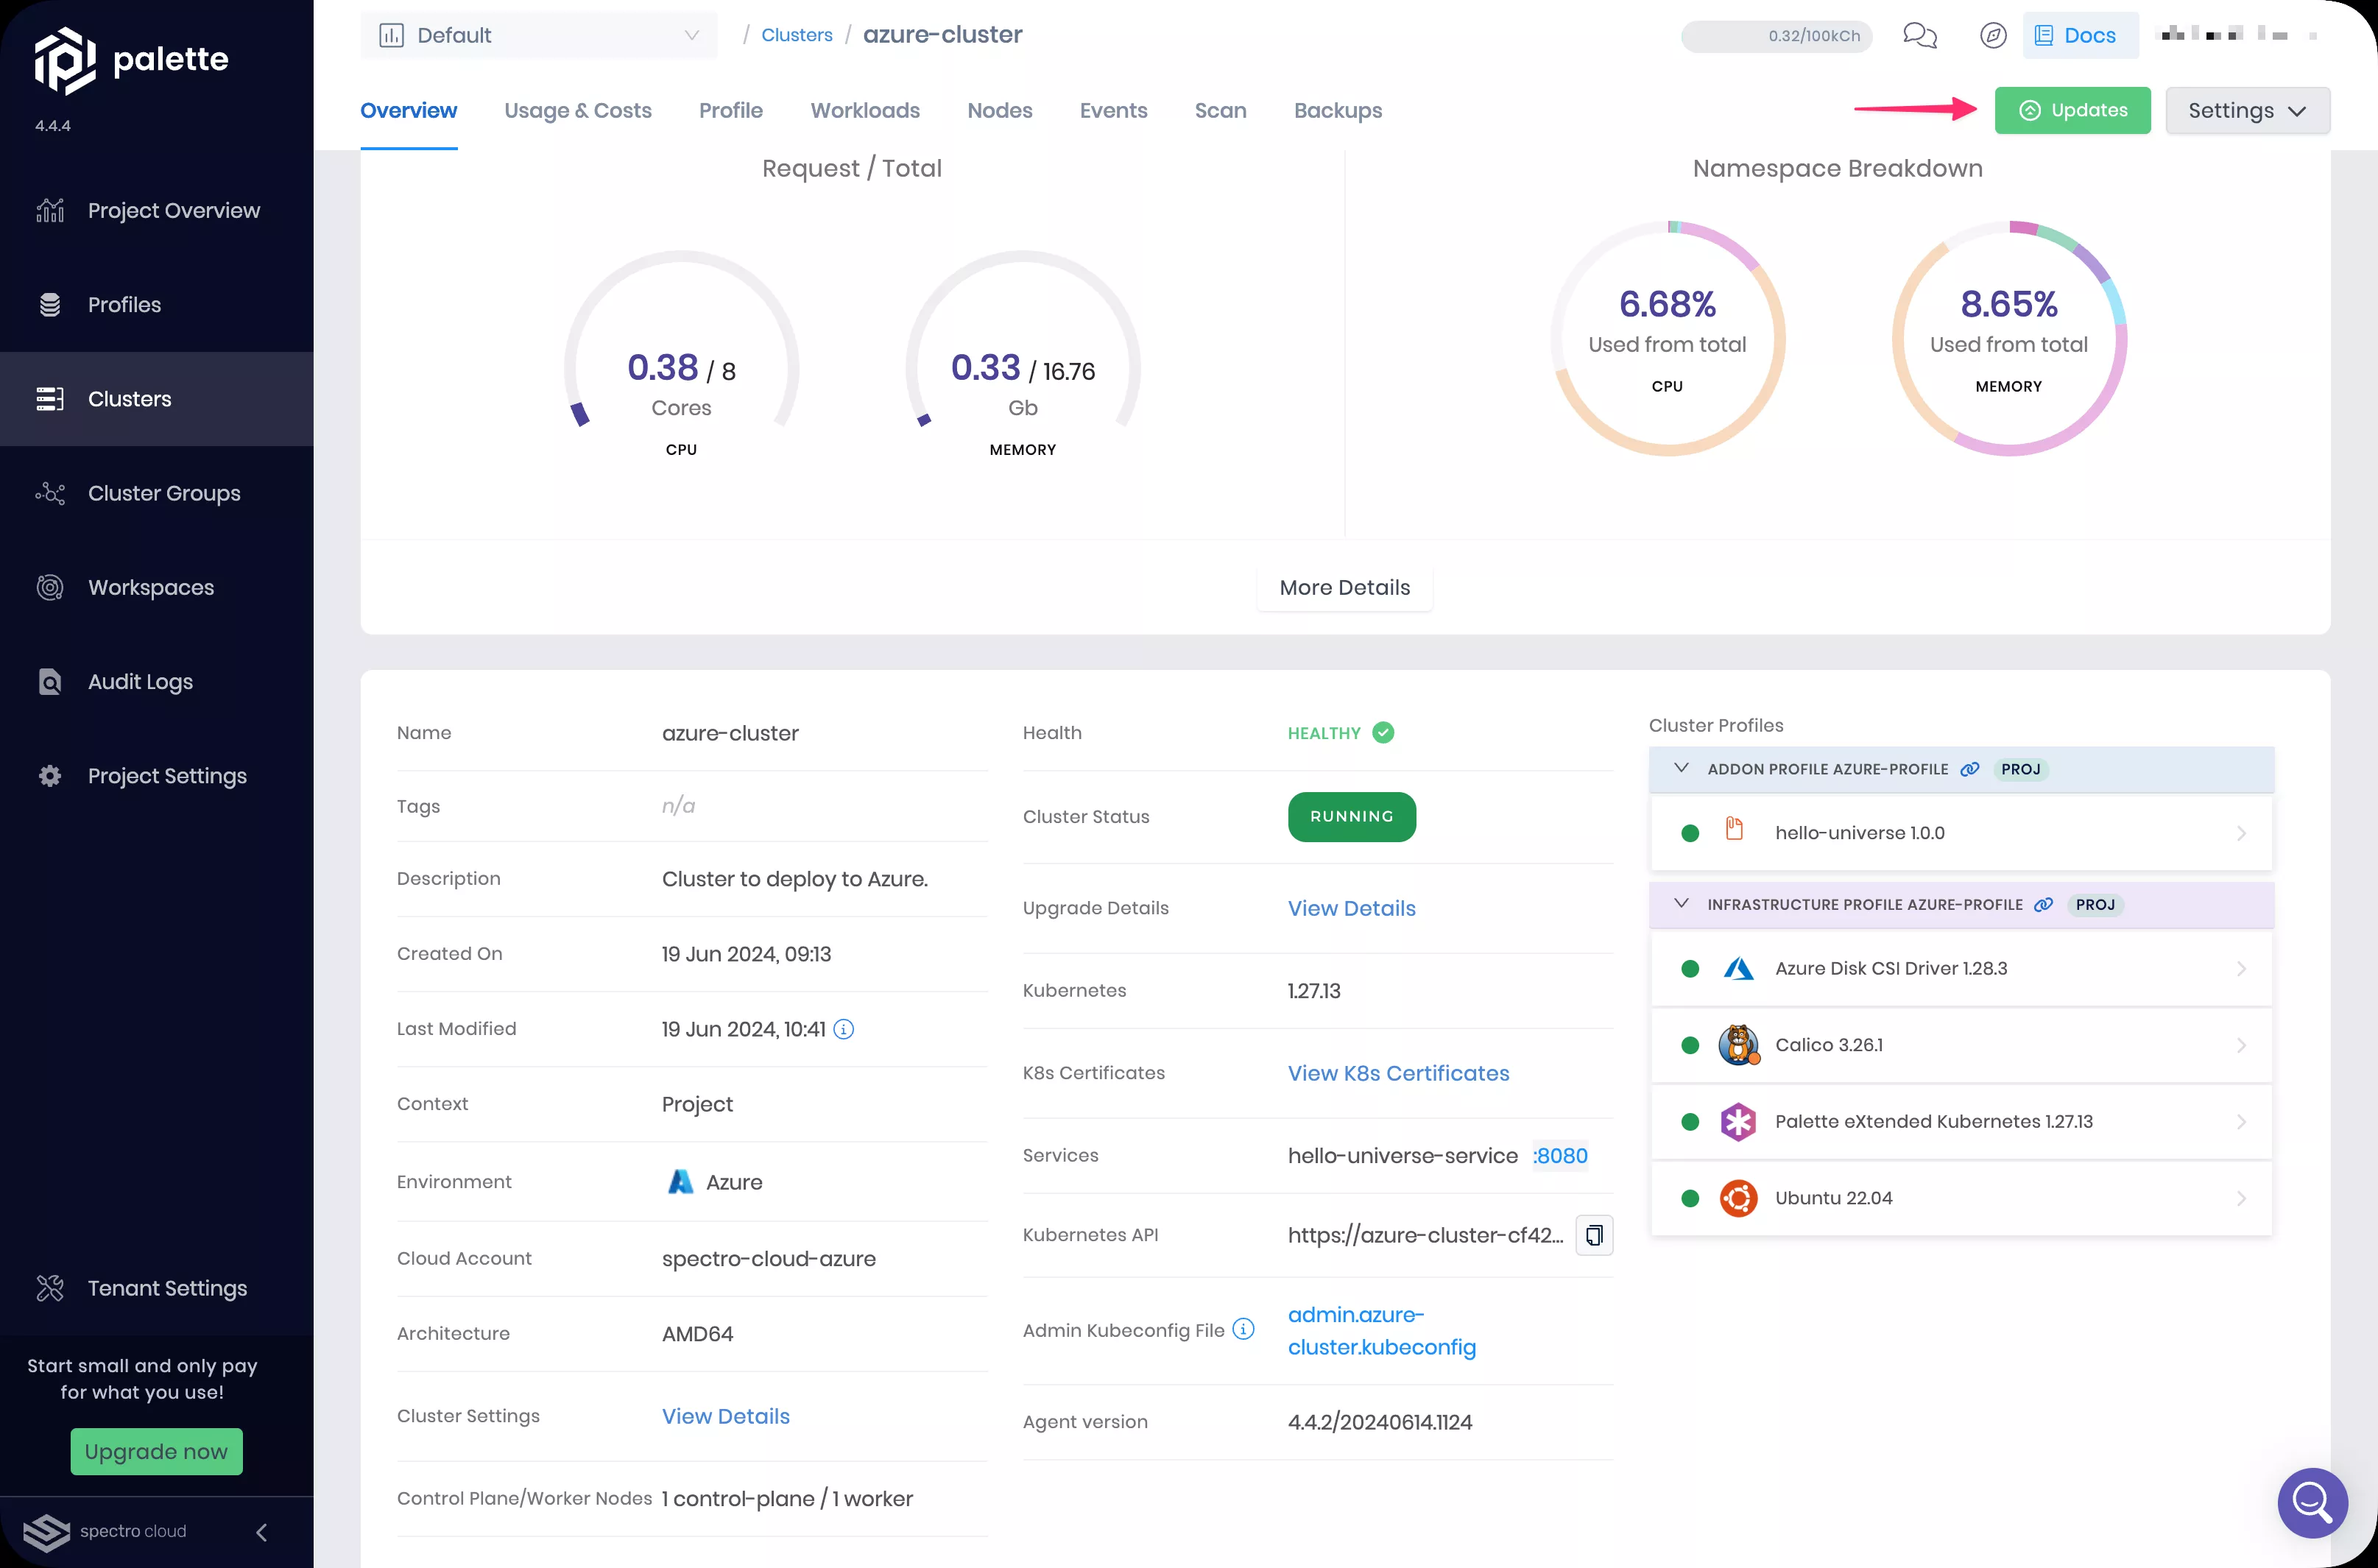 palette
4.4.4
Project Overview
Profiles
Clusters
Cluster Groups
Workspaces
Audit Logs
Project Settings
Tenant Settings
Start small and only pay
for what you use!
Upgrade now
spectro cloud
Default
/ Clusters / azure-cluster
0.32/100kCh
Docs
Overview
Usage & Costs
Profile
Workloads
Nodes
Events
Scan
Backups
Updates
Settings
Request / Total
0.38 / 8
Cores
CPU
0.33 / 16.76
Gb
MEMORY
Namespace Breakdown
6.68%
Used from total
CPU
8.65%
Used from total
MEMORY
More Details
Name azure-cluster
Tags n/a
Description Cluster to deploy to Azure.
Created On 19 Jun 2024, 09:13
Last Modified 19 Jun 2024, 10:41
Context Project
Environment Azure
Cloud Account spectro-cloud-azure
Architecture AMD64
Cluster Settings View Details
Control Plane/Worker Nodes 1 control-plane / 1 worker
Health HEALTHY
Cluster Status RUNNING
Upgrade Details View Details
Kubernetes 1.27.13
K8s Certificates View K8s Certificates
Services hello-universe-service :8080
Kubernetes API https://azure-cluster-cf42...
Admin Kubeconfig File admin.azure-
cluster.kubeconfig
Agent version 4.4.2/20240614.1124
Cluster Profiles
ADDON PROFILE AZURE-PROFILE PROJ
hello-universe 1.0.0
INFRASTRUCTURE PROFILE AZURE-PROFILE PROJ
Azure Disk CSI Driver 1.28.3
Calico 3.26.1
Palette eXtended Kubernetes 1.27.13
Ubuntu 22.04